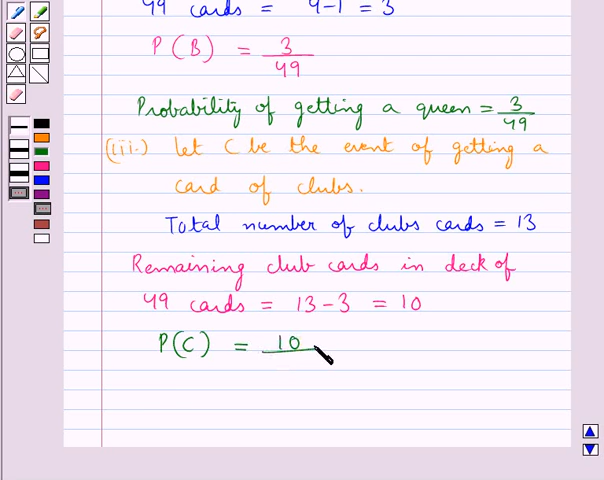 49 cards = 4-1 = 3
P(B) = 3/49
Probability of getting a queen = 3/49
(iii.) Let C be the event of getting a
card of clubs.
Total number of clubs cards = 13
Remaining club cards in deck of
49 cards = 13-3 = 10
P(C) = 10